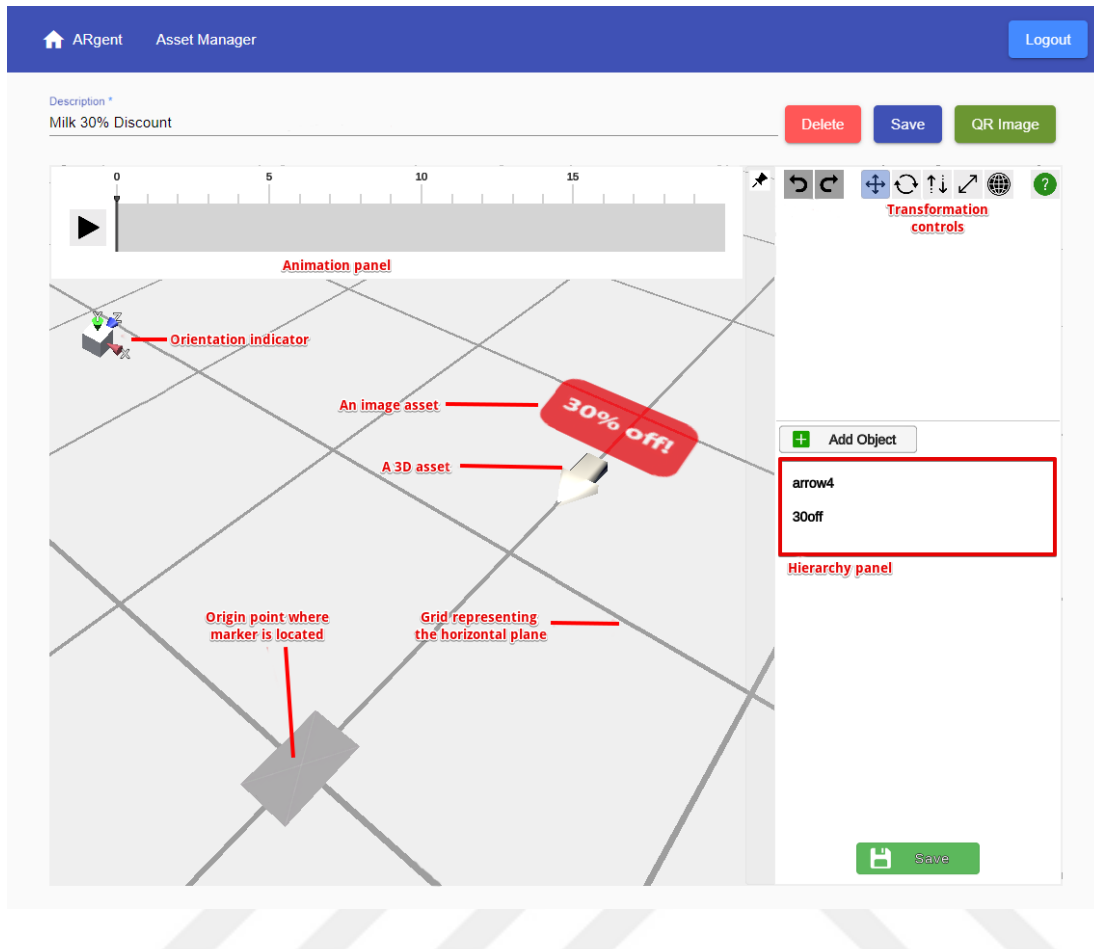 ARgent Asset Manager Logout
Description *
Milk 30% Discount
Delete Save QR Image
0 5 10 15
?
Transformation
controls
Animation panel
Y Z
X
Orientation indicator
An image asset
30% off!
A 3D asset
Add Object
arrow4
30off
Hierarchy panel
Origin point where
marker is located
Grid representing
the horizontal plane
Save